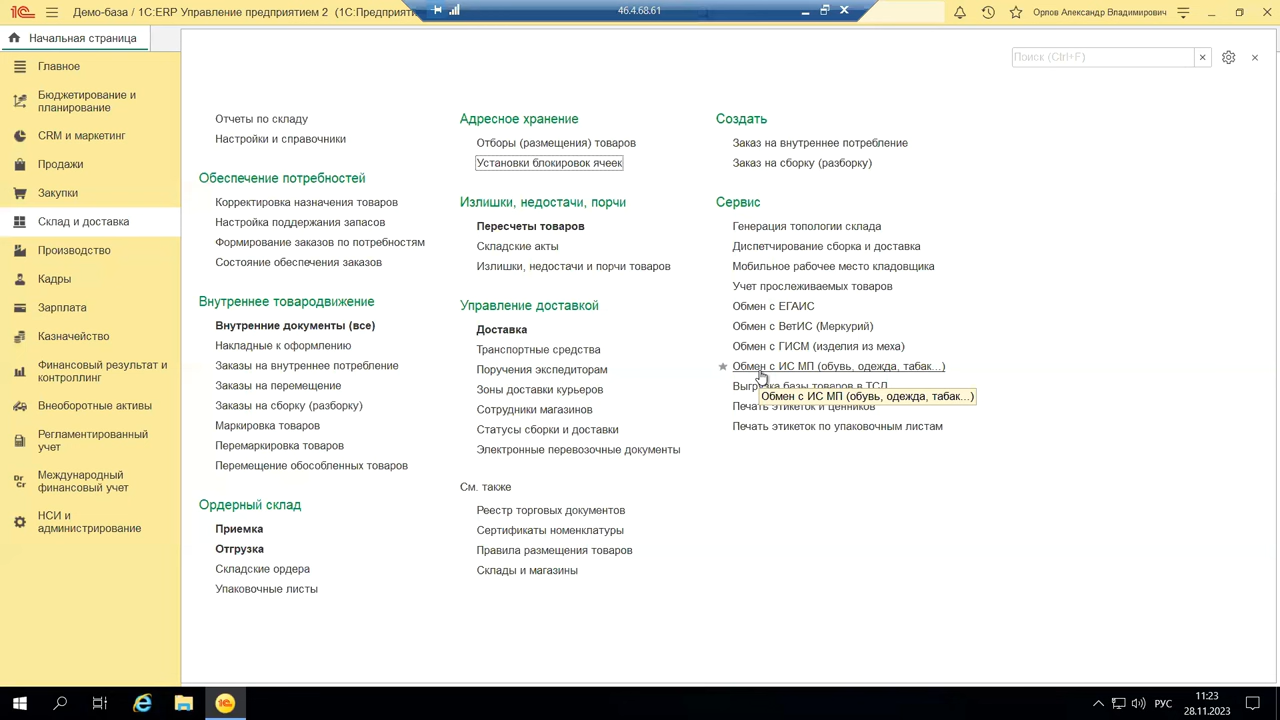 Демо-база / 1С:ERP Управление предприятием 2 (1С:Предприяти
46.4.68.61
Орлов Александр Владимирович
Начальная страница
Главное
Бюджетирование и
планирование
CRM и маркетинг
Продажи
Закупки
Склад и доставка
Производство
Кадры
Зарплата
Казначейство
Финансовый результат и
контроллинг
Внеоборотные активы
Регламентированный
учет
Международный
финансовый учет
НСИ и
администрирование
Поиск (Ctrl+F)
Отчеты по складу
Настройки и справочники
Обеспечение потребностей
Корректировка назначения товаров
Настройка поддержания запасов
Формирование заказов по потребностям
Состояние обеспечения заказов
Внутреннее товародвижение
Внутренние документы (все)
Накладные к оформлению
Заказы на внутреннее потребление
Заказы на перемещение
Заказы на сборку (разборку)
Маркировка товаров
Перемаркировка товаров
Перемещение обособленных товаров
Ордерный склад
Приемка
Отгрузка
Складские ордера
Упаковочные листы
Адресное хранение
Отборы (размещения) товаров
Установки блокировок ячеек
Излишки, недостачи, порчи
Пересчеты товаров
Складские акты
Излишки, недостачи и порчи товаров
Управление доставкой
Доставка
Транспортные средства
Поручения экспедиторам
Зоны доставки курьеров
Сотрудники магазинов
Статусы сборки и доставки
Электронные перевозочные документы
См. также
Реестр торговых документов
Сертификаты номенклатуры
Правила размещения товаров
Склады и магазины
Создать
Заказ на внутреннее потребление
Заказ на сборку (разборку)
Сервис
Генерация топологии склада
Диспетчирование сборка и доставка
Мобильное рабочее место кладовщика
Учет прослеживаемых товаров
Обмен с ЕГАИС
Обмен с ВетИС (Меркурий)
Обмен с ГИСМ (изделия из меха)
Обмен с ИС МП (обувь, одежда, табак...)
Выгрузка базы товаров в ТСД
Обмен с ИС МП (обувь, одежда, табак...)
Печать этикеток и ценников
Печать этикеток по упаковочным листам
РУС
11:23
28.11.2023